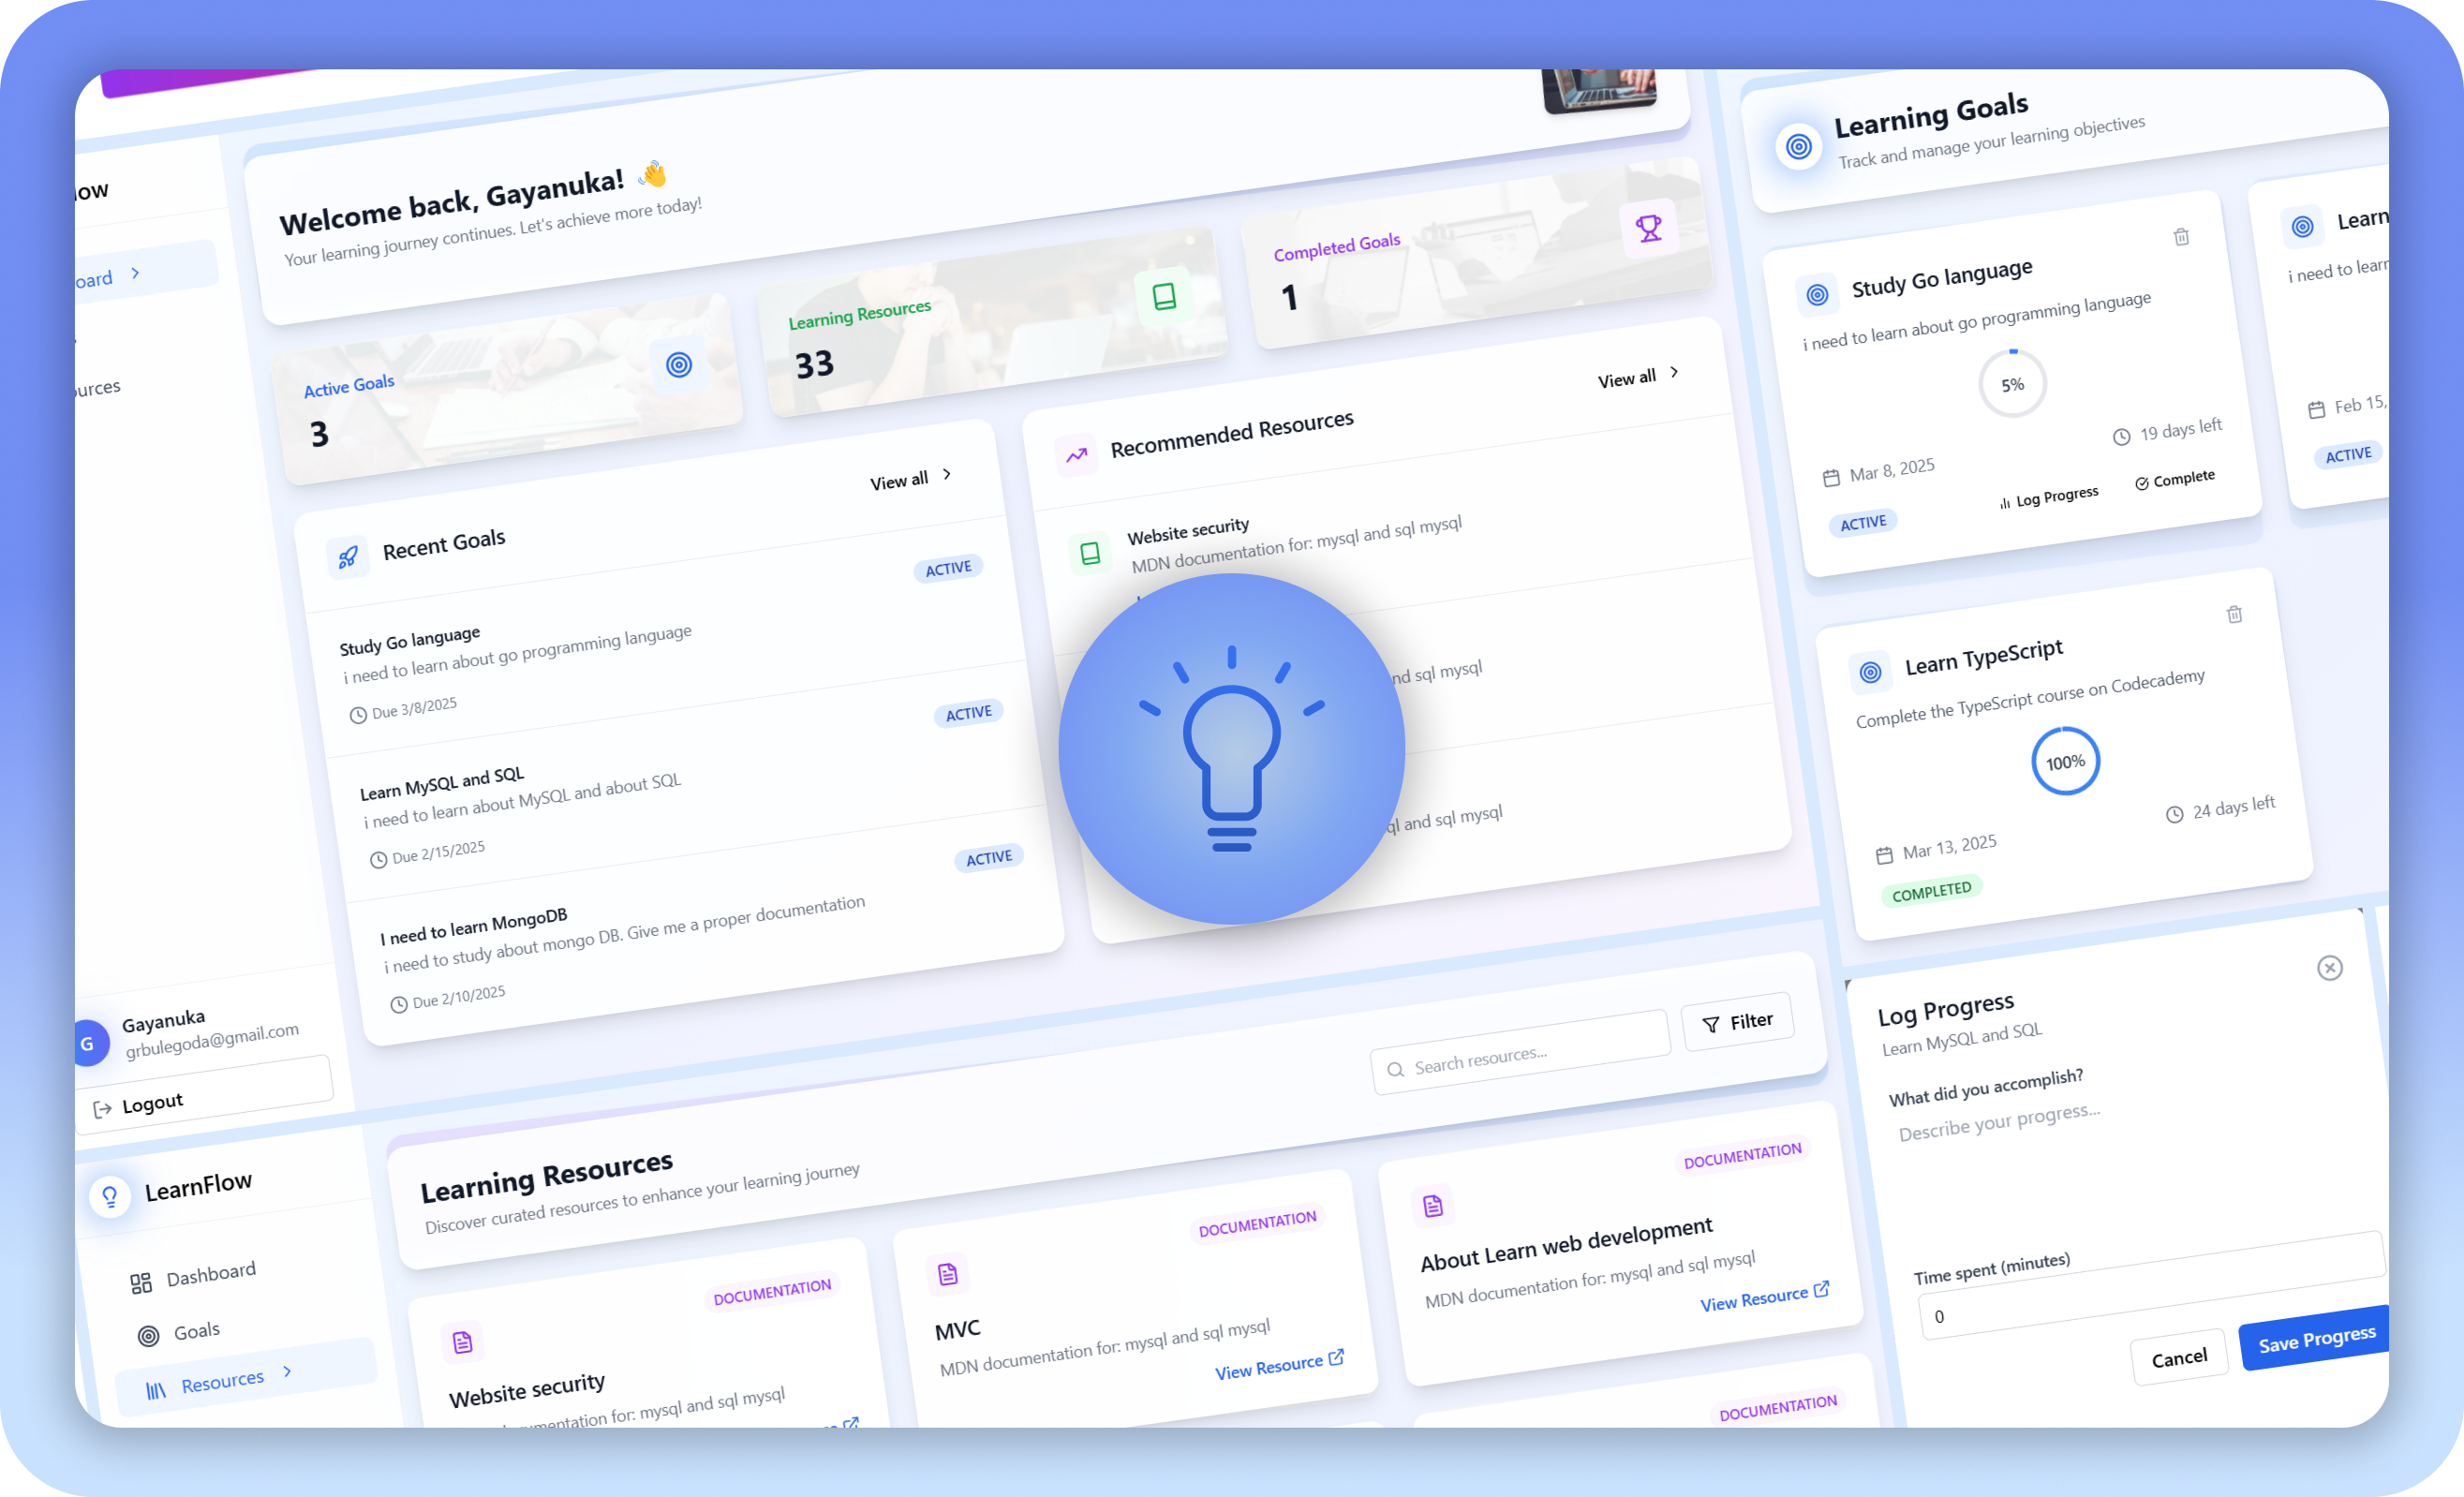 Welcome back, Gayanuka! 👋
Your learning journey continues. Let's achieve more today!
Active Goals
3
Learning Resources
33
Completed Goals
1
Recent Goals
View all
Study Go language
i need to learn about go programming language
Due 3/8/2025
ACTIVE
Learn MySQL and SQL
i need to learn about MySQL and about SQL
Due 2/15/2025
ACTIVE
I need to learn MongoDB
i need to study about mongo DB. Give me a proper documentation
Due 2/10/2025
ACTIVE
Recommended Resources
View all
Website security
MDN documentation for: mysql and sql mysql
and sql mysql
and sql mysql
Gayanuka
grbulegoda@gmail.com
G
Logout
Learning Goals
Track and manage your learning objectives
Study Go language
i need to learn about go programming language
5%
Mar 8, 2025
19 days left
ACTIVE
Log Progress
Complete
Learn
i need to learn
Feb 15,
ACTIVE
Learn TypeScript
Complete the TypeScript course on Codecademy
100%
Mar 13, 2025
24 days left
COMPLETED
LearnFlow
Dashboard
Goals
Resources
Learning Resources
Discover curated resources to enhance your learning journey
Search resources...
Filter
DOCUMENTATION
Website security
for: mysql and sql mysql
DOCUMENTATION
MVC
MDN documentation for: mysql and sql mysql
View Resource
DOCUMENTATION
About Learn web development
MDN documentation for: mysql and sql mysql
View Resource
DOCUMENTATION
Log Progress
Learn MySQL and SQL
What did you accomplish?
Describe your progress...
Time spent (minutes)
0
Cancel
Save Progress